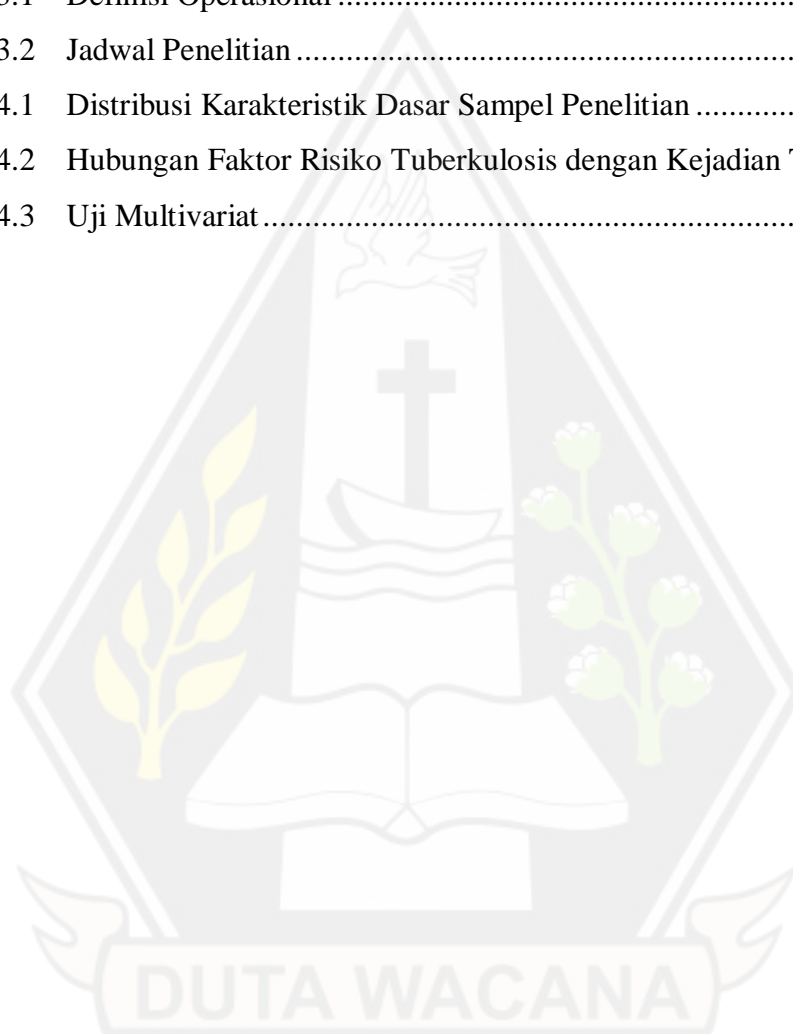 3.1 Definisi Operasional ........................................................................
3.2 Jadwal Penelitian ........................................................................
4.1 Distribusi Karakteristik Dasar Sampel Penelitian ..............
4.2 Hubungan Faktor Risiko Tuberkulosis dengan Kejadian T
4.3 Uji Multivariat ........................................................................
DUTA WACANA